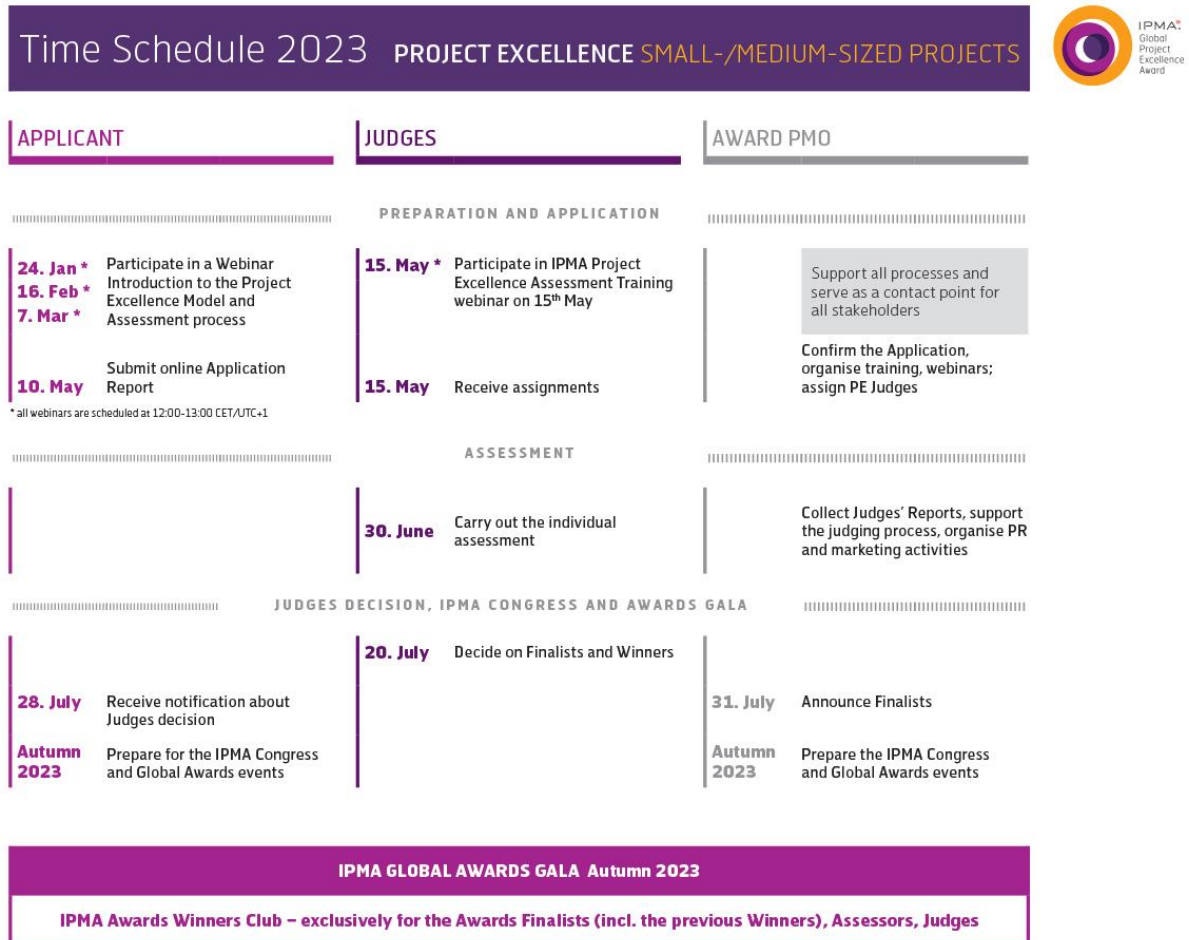 Time Schedule 2023 PROJECT EXCELLENCE SMALL-/MEDIUM-SIZED PROJECTS
IPMA
Global
Project
Excellence
Award
APPLICANT
JUDGES
AWARD PMO
PREPARATION AND APPLICATION
24. Jan *
16. Feb *
7. Mar *
Participate in a Webinar
Introduction to the Project
Excellence Model and
Assessment process
10. May
Submit online Application
Report
* all webinars are scheduled at 12:00-13:00 CET/UTC+1
15. May *
Participate in IPMA Project
Excellence Assessment Training
webinar on 15th May
15. May
Receive assignments
Support all processes and
serve as a contact point for
all stakeholders
Confirm the Application,
organise training, webinars;
assign PE Judges
ASSESSMENT
30. June
Carry out the individual
assessment
Collect Judges' Reports, support
the judging process, organise PR
and marketing activities
JUDGES DECISION, IPMA CONGRESS AND AWARDS GALA
28. July
Receive notification about
Judges decision
Autumn
2023
Prepare for the IPMA Congress
and Global Awards events
20. July
Decide on Finalists and Winners
31. July
Announce Finalists
Autumn
2023
Prepare the IPMA Congress
and Global Awards events
IPMA GLOBAL AWARDS GALA Autumn 2023
IPMA Awards Winners Club – exclusively for the Awards Finalists (incl. the previous Winners), Assessors, Judges